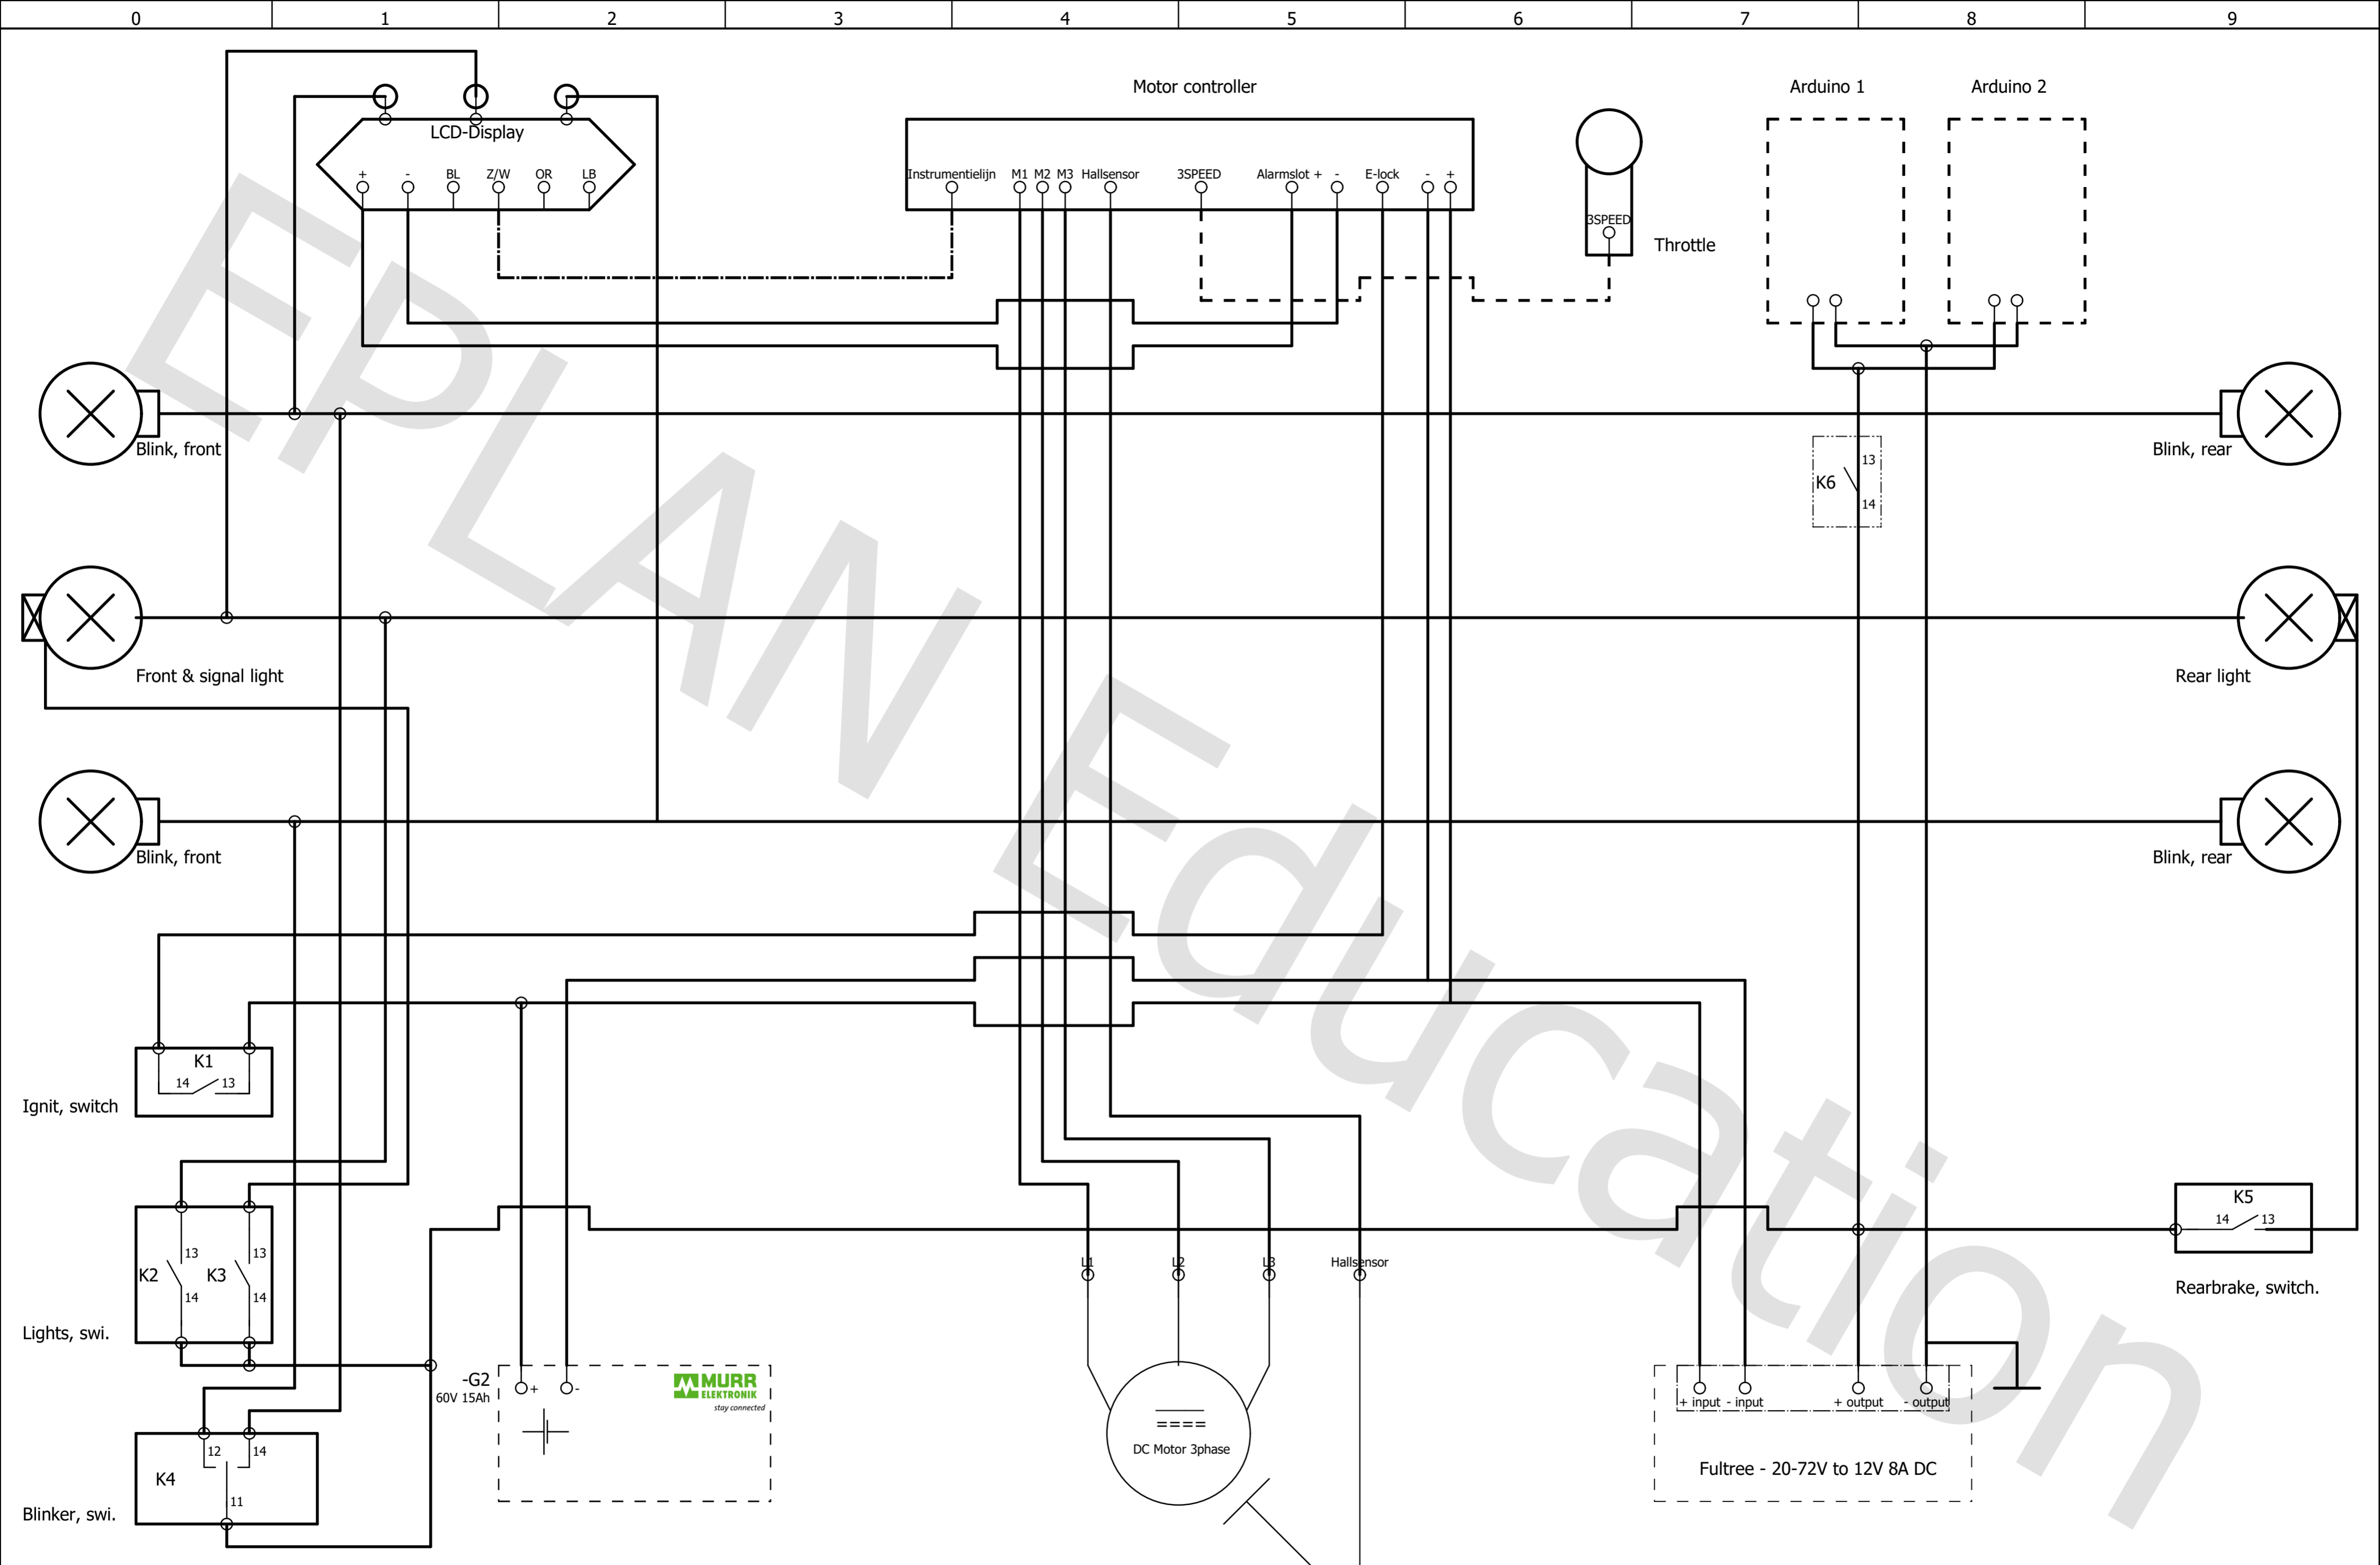 0 1 2 3 4 5 6 7 8 9
Motor controller
Arduino 1
Arduino 2
LCD-Display
+ - BL Z/W OR LB
Instrumentielijn M1 M2 M3 Hallsensor 3SPEED Alarmslot + - E-lock - +
3SPEED
Throttle
Blink, front
Blink, rear
13
K6
14
Front & signal light
Rear light
Blink, front
Blink, rear
K1
14 13
Ignit, switch
K5
14 13
Rearbrake, switch.
13 13
K2 K3
14 14
Lights, swi.
L1 L2 L3 Hallsensor
-G2
60V 15Ah
+ -
MURR
ELEKTRONIK
stay connected
+ input - input + output - output
DC Motor 3phase
Fultree - 20-72V to 12V 8A DC
12 14
K4
11
Blinker, swi.
EPLAN Education